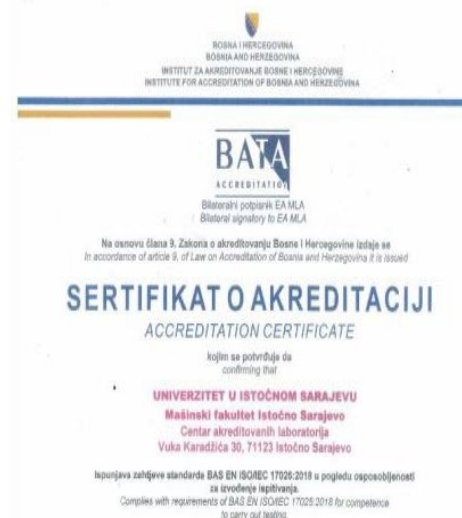 BOSNA I HERCEGOVINA
BOSNIA AND HERZEGOVINA
INSTITUT ZA AKREDITOVANJE BOSNE I HERCEGOVINE
INSTITUTE FOR ACCREDITATION OF BOSNIA AND HERZEGOVINA
BATA
ACCREDITATION
Bilateralni potpisnik EA MLA
Bilateral signatory to EA MLA
Na osnovu člana 9. Zakona o akreditovanju Bosne i Hercegovine izdaje se
In accordance of article 9, of Law on Accreditation of Bosnia and Herzegovina it is issued
SERTIFIKAT O AKREDITACIJI
ACCREDITATION CERTIFICATE
kojim se potvrđuje da
confirming that
UNIVERZITET U ISTOČNOM SARAJEVU
Mašinski fakultet Istočno Sarajevo
Centar akreditovanih laboratorija
Vuka Karadžića 30, 71123 Istočno Sarajevo
Ispunjava zahtjeve standarda BAS EN ISO/IEC 17025:2018 u pogledu osposobljenosti
za izvođenje ispitivanja.
Complies with requirements of BAS EN ISO/IEC 17025:2018 for competence
to carry out testing.